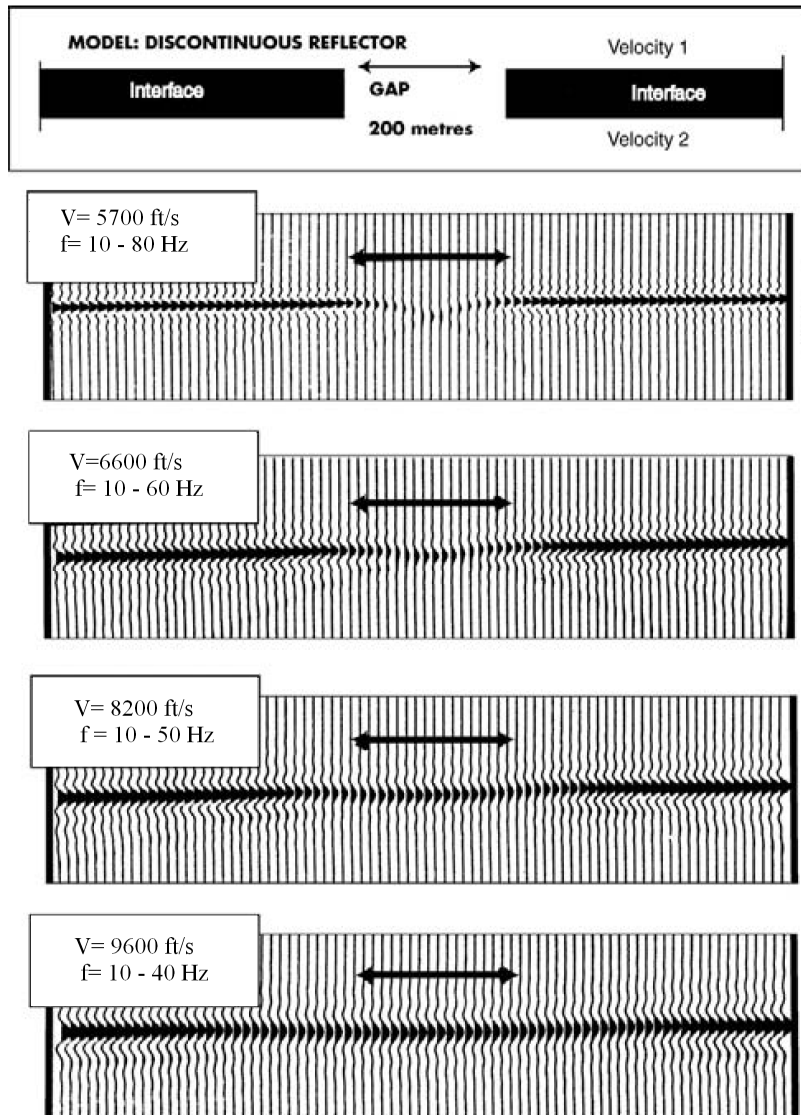 MODEL: DISCONTINUOUS REFLECTOR
Velocity 1
Interface
GAP
Interface
200 metres
Velocity 2
V= 5700 ft/s
f= 10 - 80 Hz
V=6600 ft/s
f= 10 - 60 Hz
V= 8200 ft/s
f = 10 - 50 Hz
V= 9600 ft/s
f= 10 - 40 Hz